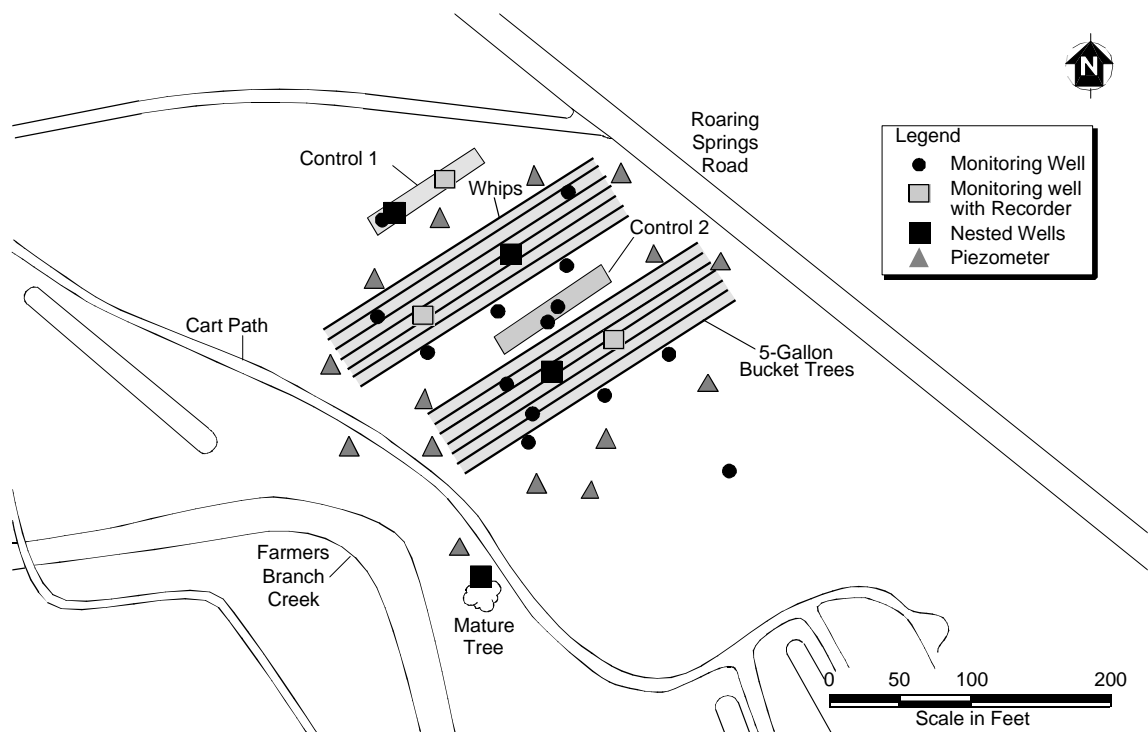 N
Roaring
Springs
Road
Legend
Monitoring Well
Monitoring well
with Recorder
Nested Wells
Piezometer
Control 1
Whips
Control 2
Cart Path
5-Gallon
Bucket Trees
Farmers
Branch
Creek
Mature
Tree
0 50 100 200
Scale in Feet